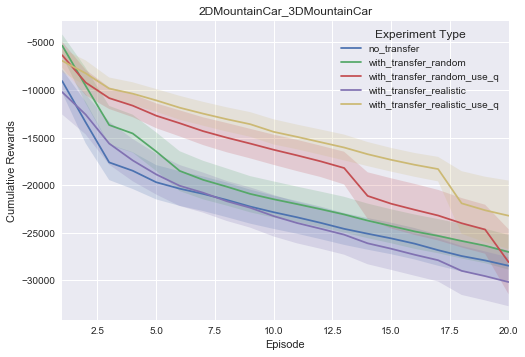 2DMountainCar_3DMountainCar
Experiment Type
no_transfer
with_transfer_random
with_transfer_random_use_q
with_transfer_realistic
with_transfer_realistic_use_q
Cumulative Rewards
−5000
−10000
−15000
−20000
−25000
−30000
2.5 5.0 7.5 10.0 12.5 15.0 17.5 20.0
Episode